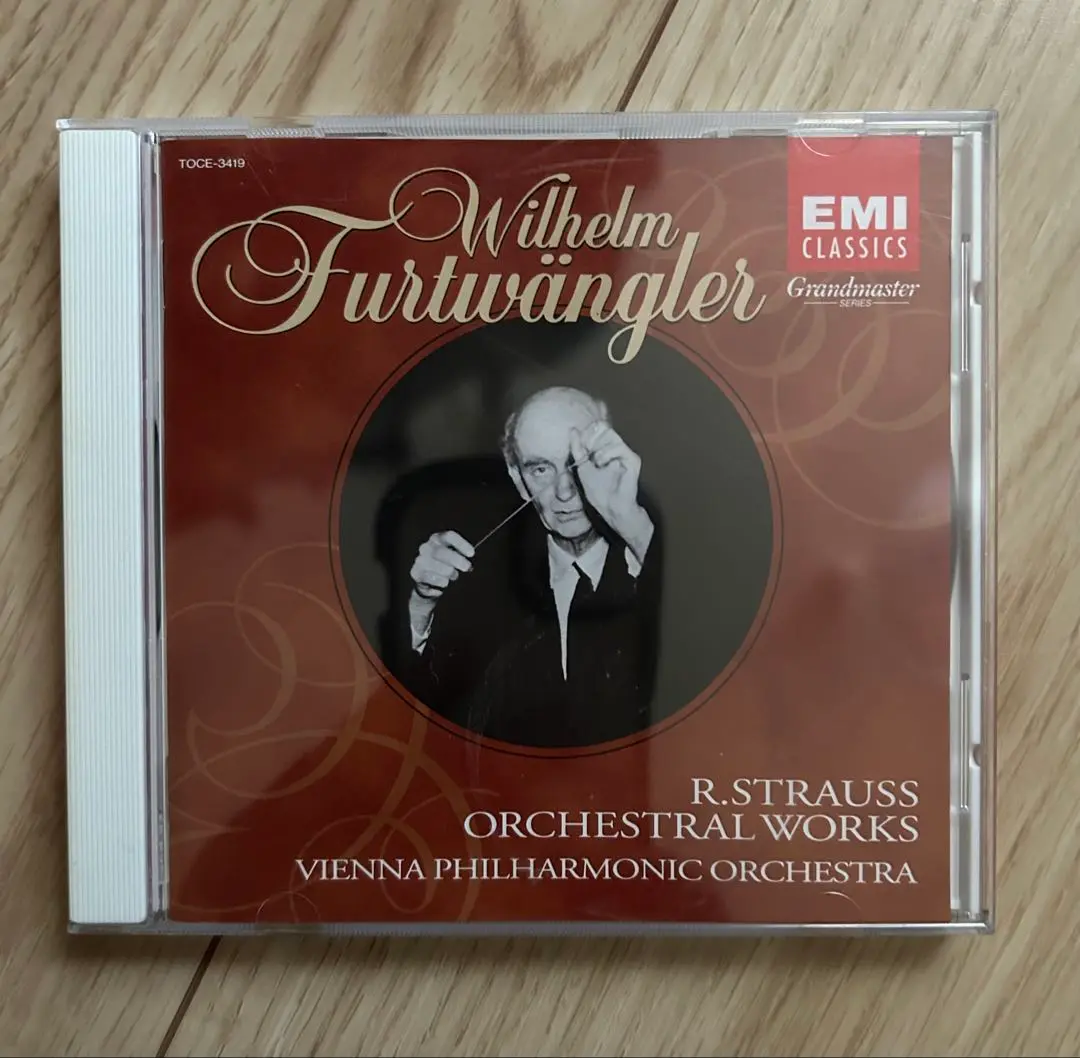 TOCE-3419
Wilhelm
Furtwängler
EMI
CLASSICS
Grandmaster
SERIES
R.STRAUSS
ORCHESTRAL WORKS
VIENNA PHILHARMONIC ORCHESTRA